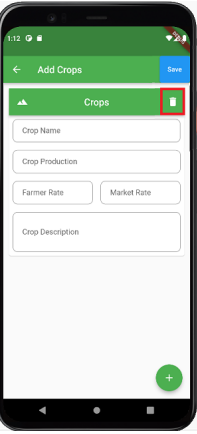 1:12
Add Crops
Save
Crops
Crop Name
Crop Production
Farmer Rate Market Rate
Crop Description